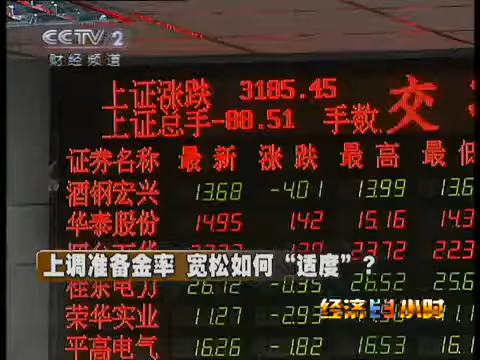 CCTV 2
财经频道
上证涨跌 3185.45
上证总手-88.51 手数
交
证券名称 最新 涨跌 最高 最低
酒钢宏兴 13.68 -4.01 13.99 13.6
华泰股份 14.95 1.42 15.16 14.3
上调准备金率 宽松如何“适度”？
桂东电力 26.12 -0.35 26.52 25.6
经济半小时
荣华实业 11.27 -2.93
平高电气 16.26 -1.82 16.53 16.1